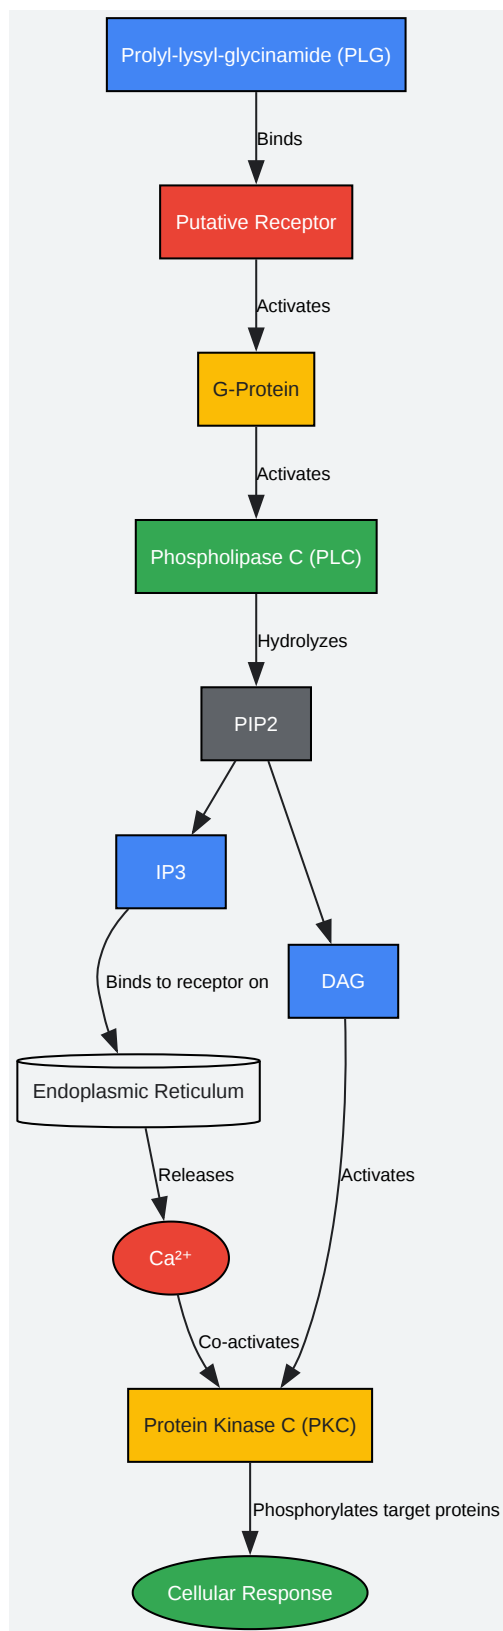 Prolyl-lysyl-glycinamide (PLG)
Binds
Putative Receptor
Activates
G-Protein
Activates
Phospholipase C (PLC)
Hydrolyzes
PIP2
IP3
DAG
Binds to receptor on
Endoplasmic Reticulum
Releases
Activates
Ca²⁺
Co-activates
Protein Kinase C (PKC)
Phosphorylates target proteins
Cellular Response